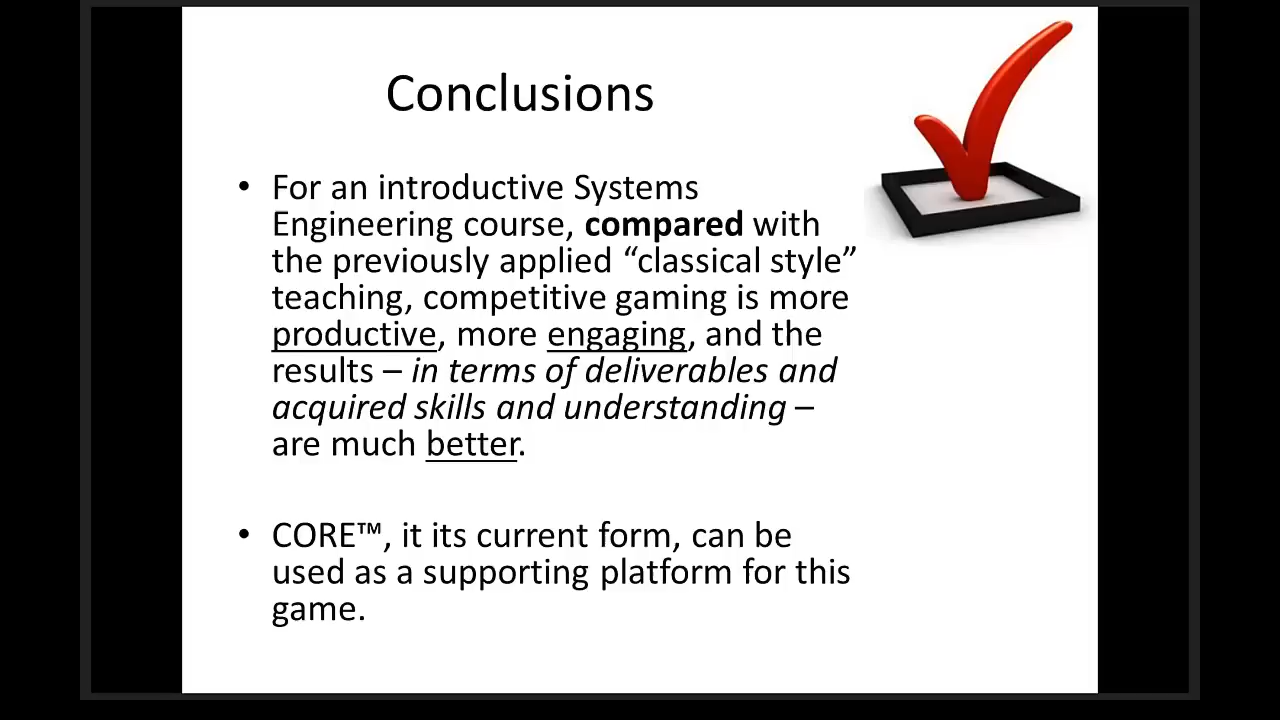 Conclusions
• For an introductive Systems
Engineering course, compared with
the previously applied “classical style”
teaching, competitive gaming is more
productive, more engaging, and the
results – in terms of deliverables and
acquired skills and understanding –
are much better.
• CORE™, it its current form, can be
used as a supporting platform for this
game.